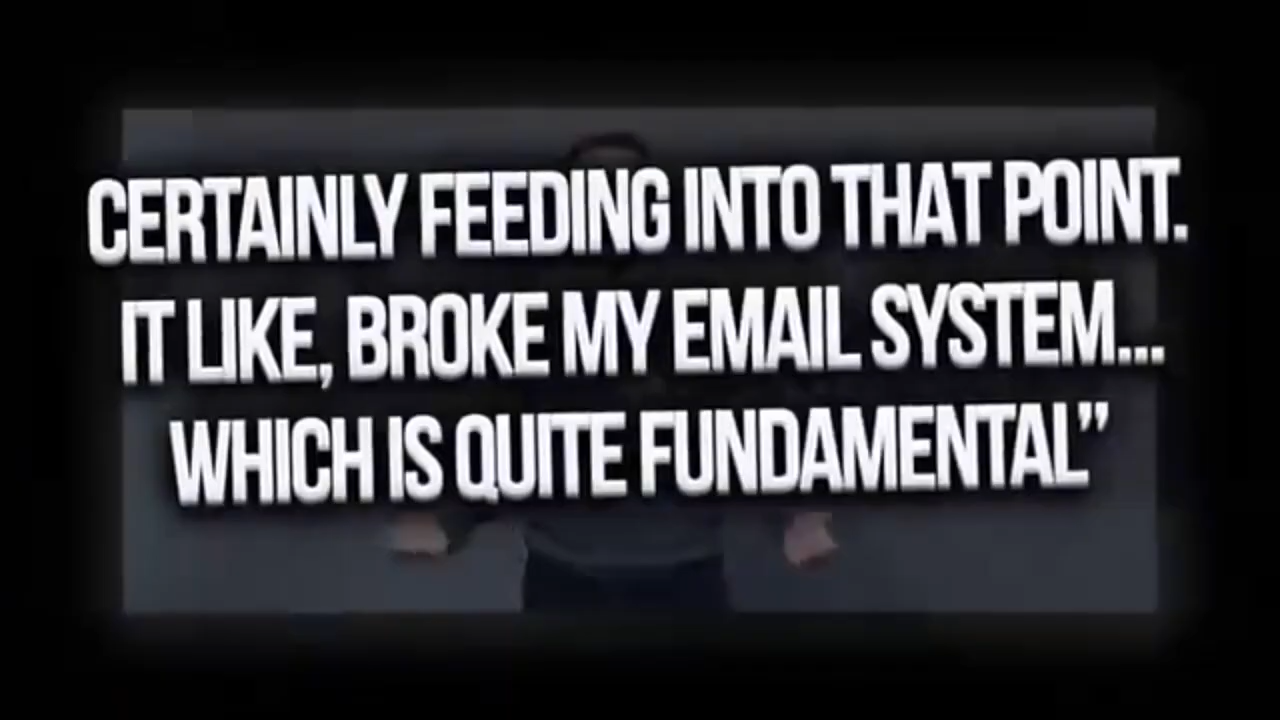 CERTAINLY FEEDING INTO THAT POINT.
IT LIKE, BROKE MY EMAIL SYSTEM...
WHICH IS QUITE FUNDAMENTAL”